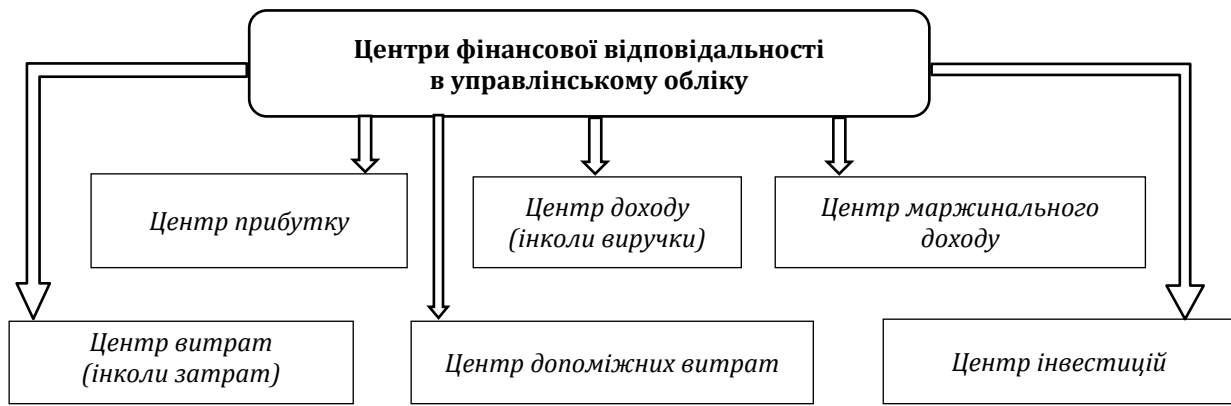 Центри фінансової відповідальності
в управлінському обліку
Центр прибутку
Центр доходу
(інколи виручки)
Центр маржинального
доходу
Центр витрат
(інколи затрат)
Центр допоміжних витрат
Центр інвестицій